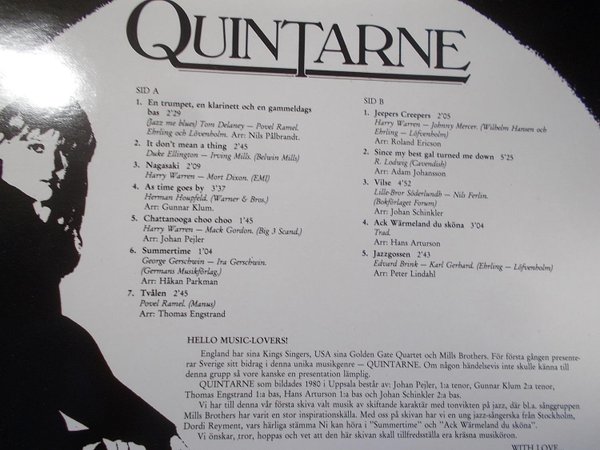 QUINTARNE
SID A
1. En trumpet, en klarinett och en gammeldags
bas 2'29
(Jazz me blues) Tom Delaney — Povel Ramel.
Ehrling och Lövenholm. Arr: Nils Pålbrandt.
2. It don't mean a thing 2'45
Duke Ellington — Irving Mills. (Belwin Mills)
3. Nagasaki 2'09
Harry Warren — Mort Dixon. (EMI)
4. As time goes by 3'37
Herman Houpfeld. (Warner & Bros.)
Arr: Gunnar Klum.
5. Chattanooga choo choo 1'45
Harry Warren — Mack Gordon. (Big 3 Scand.)
Arr: Johan Pejler
6. Summertime 1'04
George Gerschwin — Ira Gerschwin.
(Germans Musikförlag.)
Arr: Håkan Parkman
7. Tvålen 2'45
Povel Ramel. (Manus)
Arr: Thomas Engstrand
SID B
1. Jeepers Creepers 2'05
Harry Warren — Johnny Mercer. (Wilhelm Hansen och
Ehrling — Löfvenholm)
Arr: Roland Ericson
2. Since my best gal turned me down 5'25
R. Lodwig (Cavendish)
Arr: Adam Johansson
3. Vilse 4'52
Lille-Bror Söderlundh — Nils Ferlin.
(Bokförlaget Forum)
Arr: Johan Schinkler
4. Ack Wärmeland du sköna 3'04
Trad.
Arr: Hans Arturson
5. Jazzgossen 2'43
Edvard Brink — Karl Gerhard. (Ehrling — Löfvenholm)
Arr: Peter Lindahl
HELLO MUSIC-LOVERS!
England har sina Kings Singers, USA sina Golden Gate Quartet och Mills Brothers. För första gången presente-
rar Sverige sitt bidrag i denna unika musikgenre — QUINTARNE. Om någon händelsevis inte skulle känna till
denna grupp så vore kanske en presentation lämplig.
QUINTARNE som bildades 1980 i Uppsala består av: Johan Pejler, 1:a tenor, Gunnar Klum 2:a tenor,
Thomas Engstrand 1:a bas, Hans Arturson 1:a bas och Johan Schinkler 2:a bas.
Vi har till denna vår första skiva valt musik av skiftande karaktär med tonvikten på jazz, där bl.a. sånggruppen
Mills Brothers har varit en stor inspirationskälla. Med oss på skivan har vi en ung jazz-sångerska från Stockholm,
Dordi Reyment, vars härliga stämma Ni kan höra i "Summertime" och "Ack Wärmeland du sköna".
Vi önskar, tror, hoppas och vet att den här skivan skall tillfredsställa era kräsna musiköron.
WITH LOVE